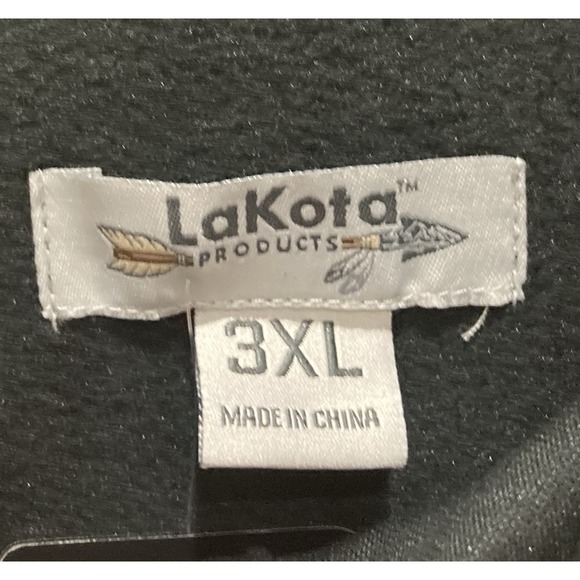 LaKota™
PRODUCTS
3XL
MADE IN CHINA